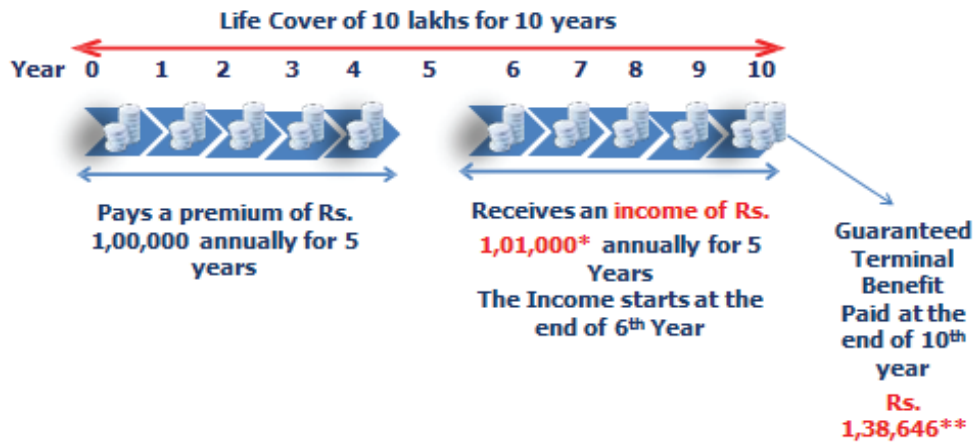 Life Cover of 10 lakhs for 10 years
Year 0 1 2 3 4 5 6 7 8 9 10
Pays a premium of Rs.
1,00,000 annually for 5
years
Receives an income of Rs.
1,01,000* annually for 5
Years
The Income starts at the
end of 6th Year
Guaranteed
Terminal
Benefit
Paid at the
end of 10th
year
Rs.
1,38,646**